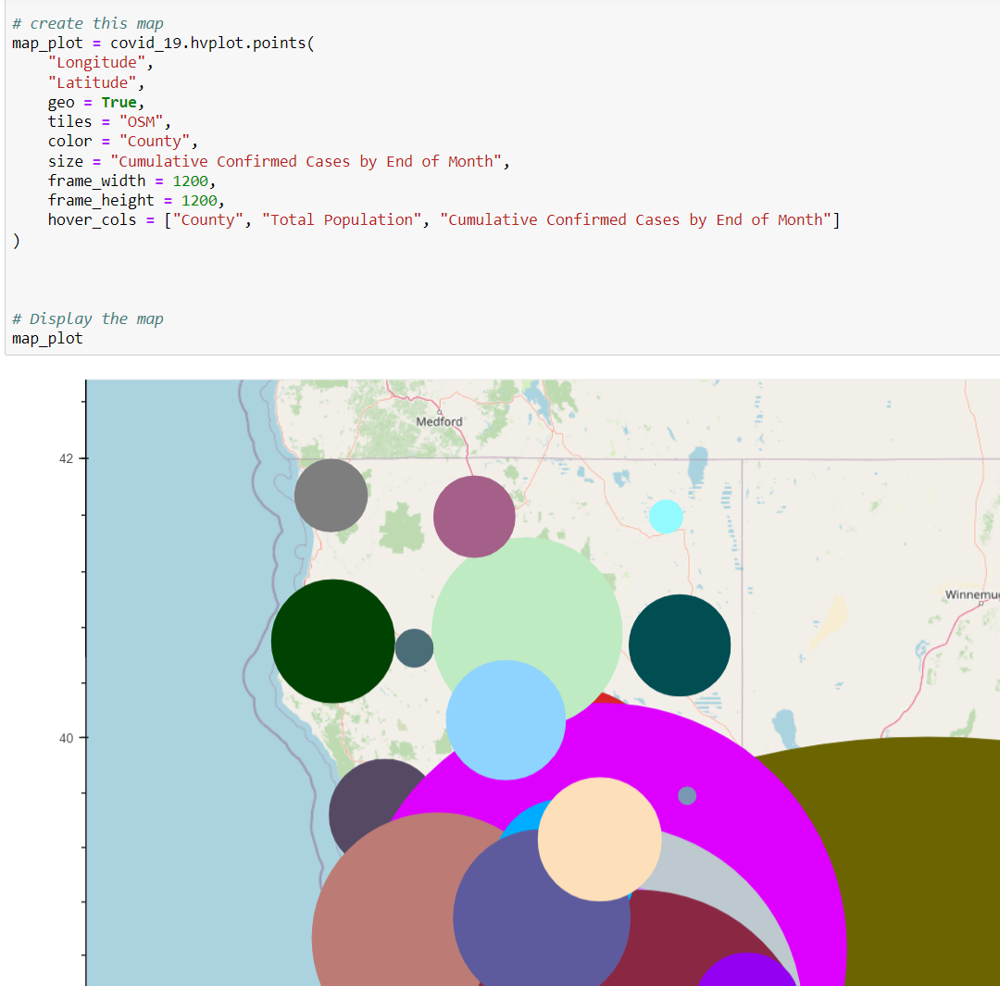 # create this map
map_plot = covid_19.hvplot.points(
    "Longitude",
    "Latitude",
    geo = True,
    tiles = "OSM",
    color = "County",
    size = "Cumulative Confirmed Cases by End of Month",
    frame_width = 1200,
    frame_height = 1200,
    hover_cols = ["County", "Total Population", "Cumulative Confirmed Cases by End of Month"]
)
# Display the map
map_plot
Medford
42
Winnemu
40